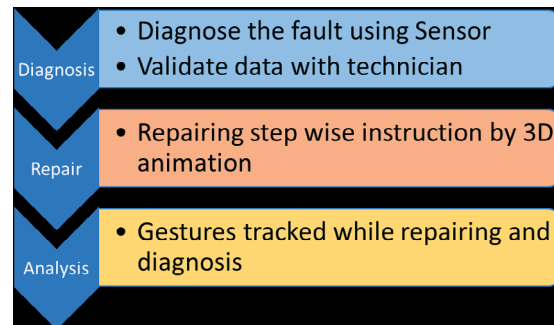 Diagnosis
• Diagnose the fault using Sensor
• Validate data with technician
Repair
• Repairing step wise instruction by 3D
animation
Analysis
• Gestures tracked while repairing and
diagnosis